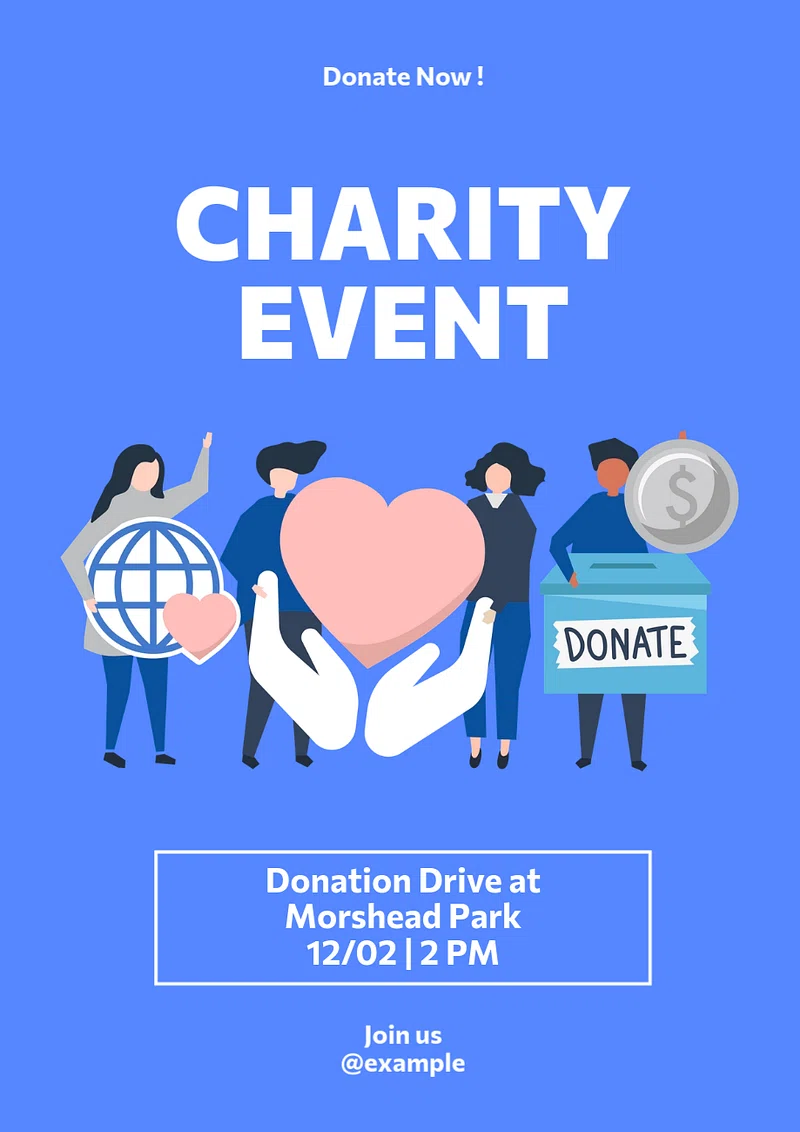 Donate Now !
CHARITY
EVENT
$
DONATE
Donation Drive at
Morshead Park
12/02 | 2 PM
Join us
@example